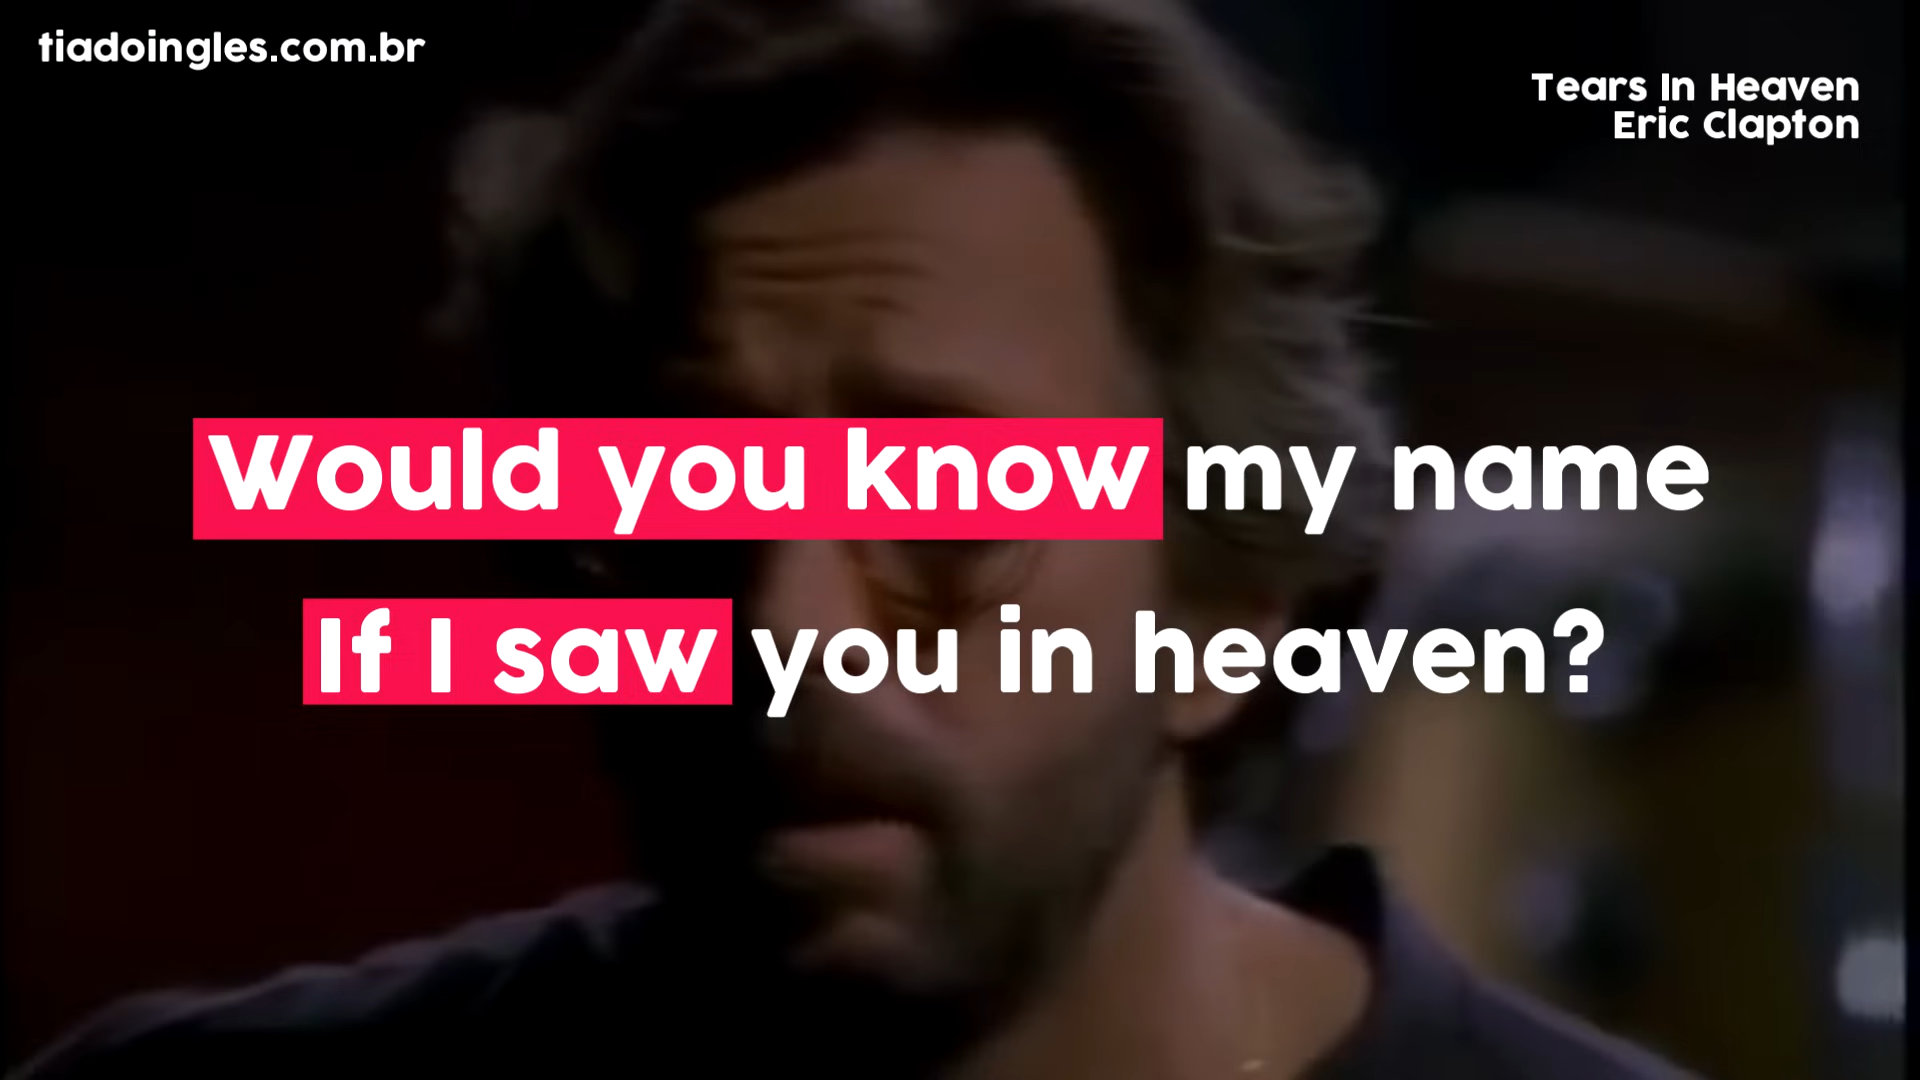 tiadoingles.com.br
Tears In Heaven
Eric Clapton
Would you know my name
If I saw you in heaven?